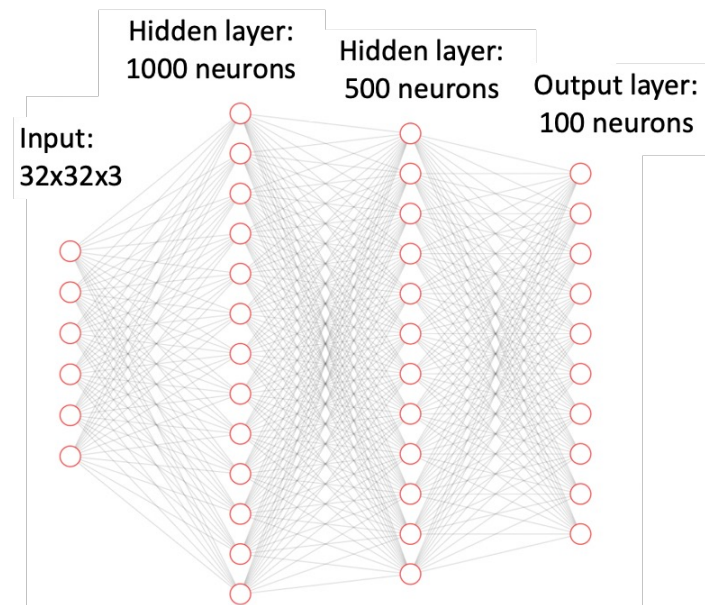 Input:
32x32x3
Hidden layer:
1000 neurons
Hidden layer:
500 neurons
Output layer:
100 neurons